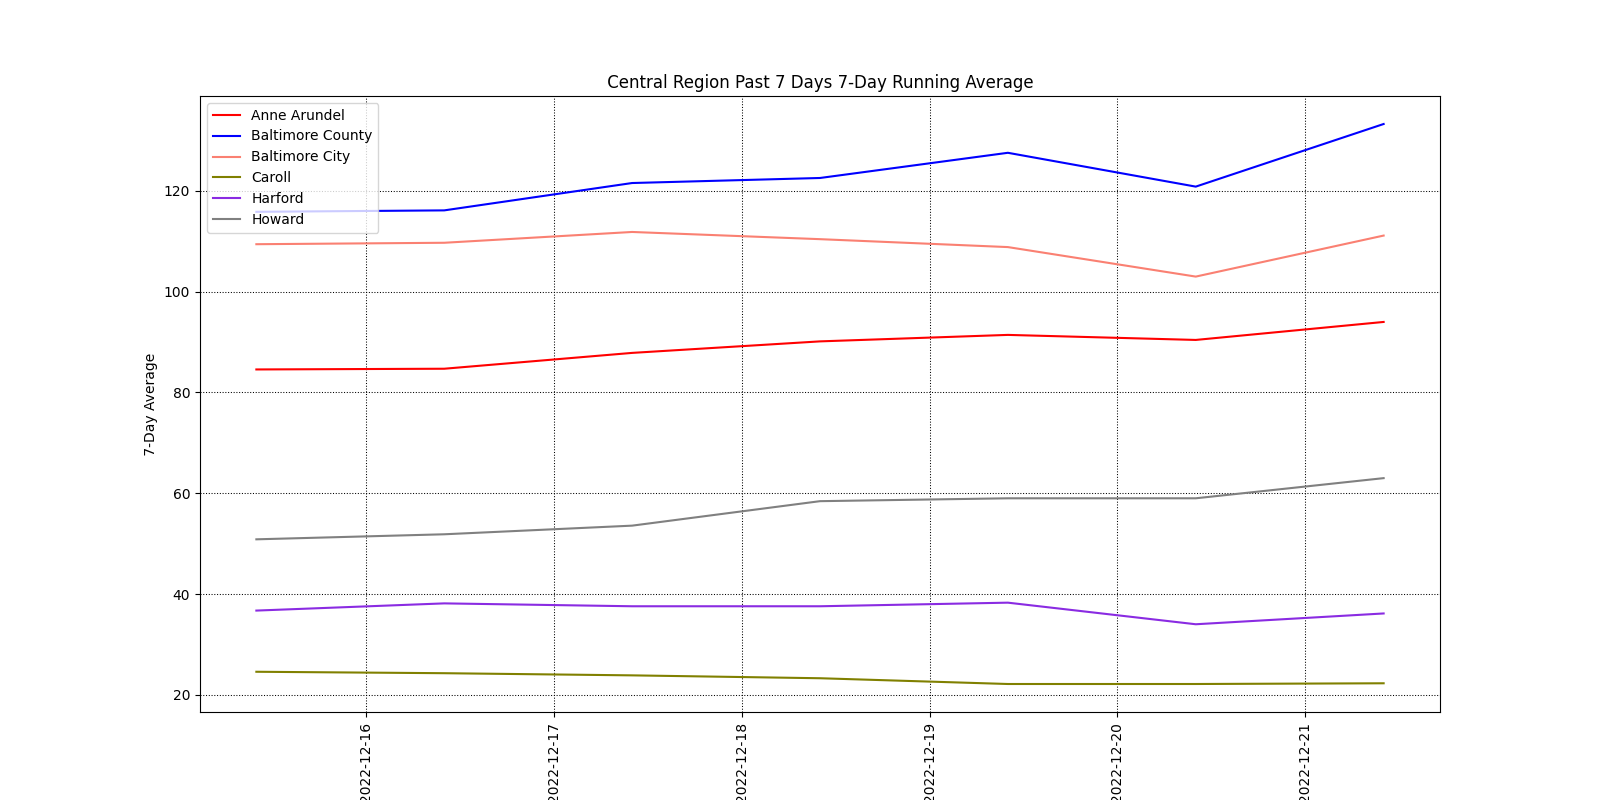 Central Region Past 7 Days 7-Day Running Average
Anne Arundel
Baltimore County
Baltimore City
Caroll
Harford
Howard
7-Day Average
120
100
80
60
40
20
2022-12-16
2022-12-17
2022-12-18
2022-12-19
2022-12-20
2022-12-21